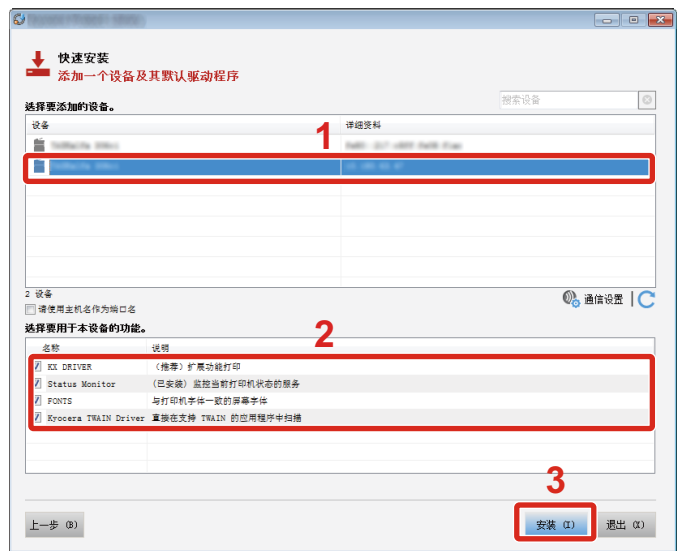 快速安装
添加一个设备及其默认驱动程序
搜索设备
选择要添加的设备。
设备 详细资料
1
2 设备
通信设置
请使用主机名作为端口名
选择要用于本设备的功能。
2
名称 说明
KX DRIVER （推荐）扩展功能打印
Status Monitor （已安装）监控当前打印机状态的服务
FONTS 与打印机字体一致的屏幕字体
Kyocera TWAIN Driver 直接在支持 TWAIN 的应用程序中扫描
3
上一步 (B) 安装 (I) 退出 (X)